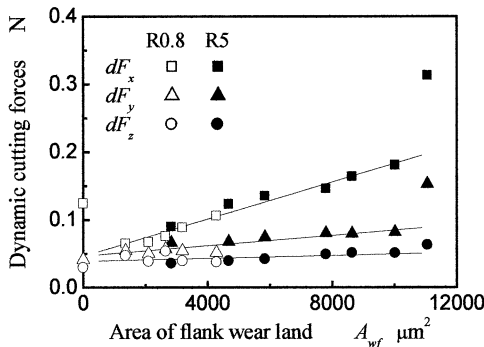 Dynamic cutting forces N
0.4
0.3
0.2
0.1
0.0
R0.8 R5
dFx
dFy
dFz
0 4000 8000 12000
Area of flank wear land Awf μm²